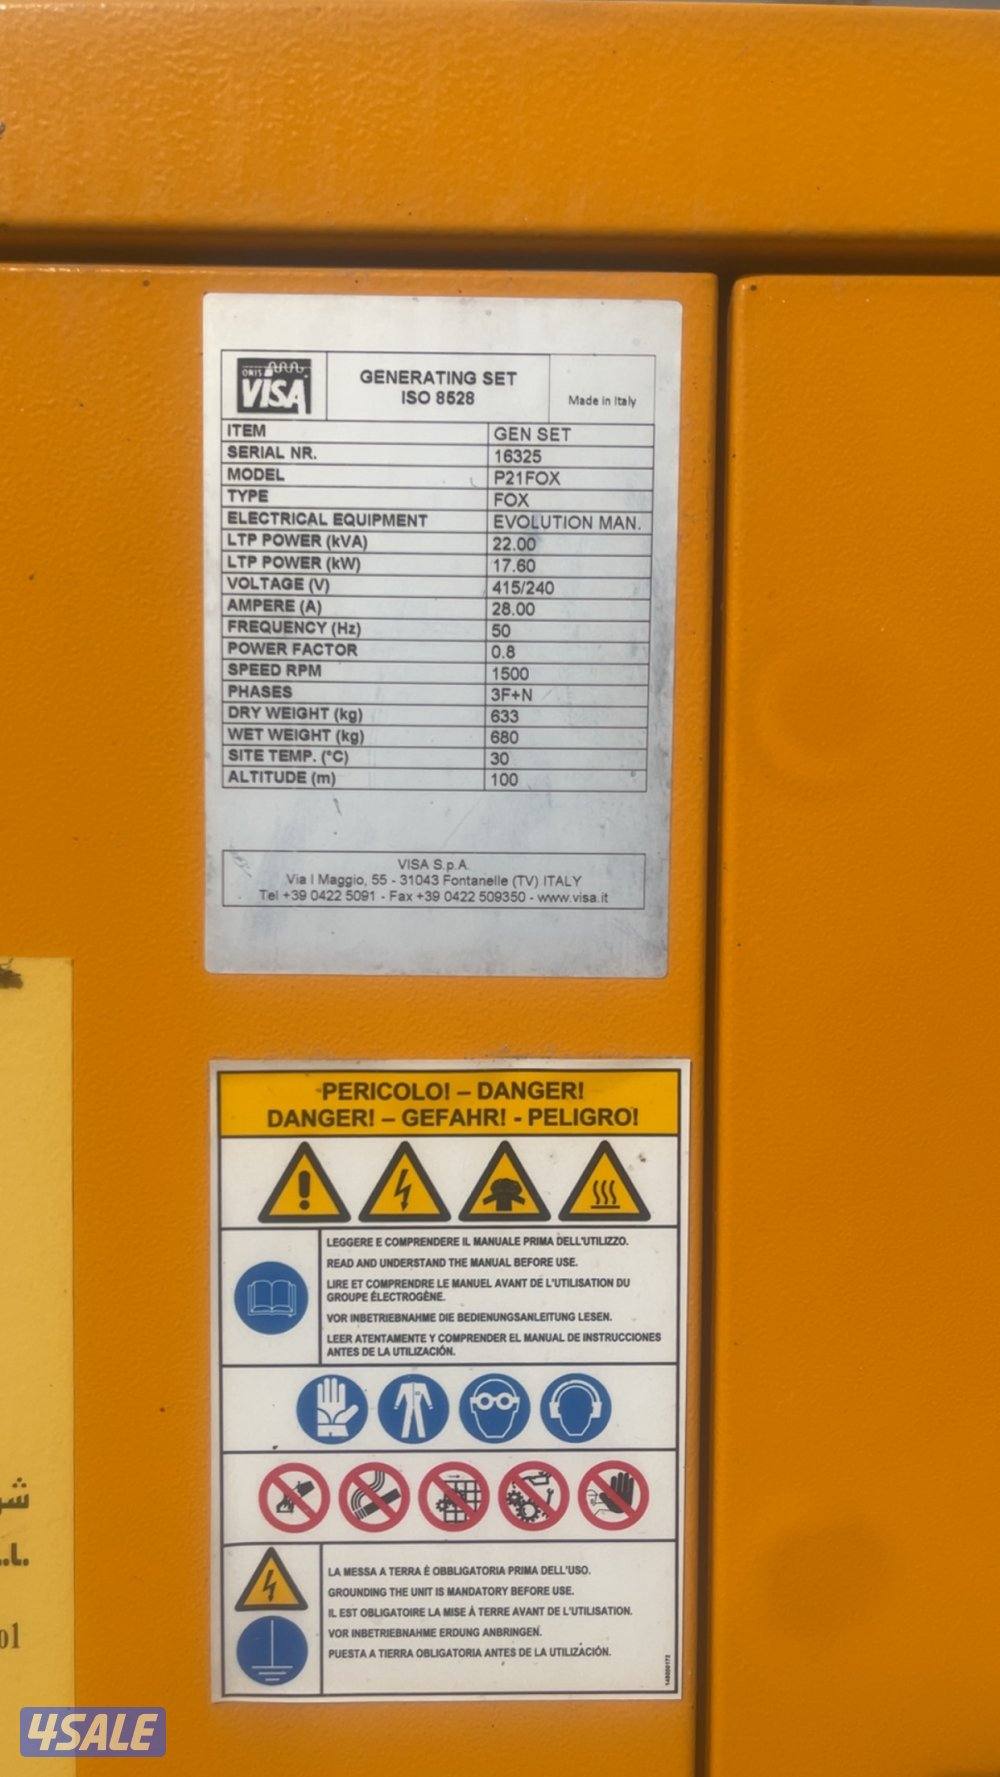 ONIS
VISA
GENERATING SET
ISO 8528
Made in Italy
ITEM GEN SET
SERIAL NR. 16325
MODEL P21FOX
TYPE FOX
ELECTRICAL EQUIPMENT EVOLUTION MAN.
LTP POWER (kVA) 22.00
LTP POWER (kW) 17.60
VOLTAGE (V) 415/240
AMPERE (A) 28.00
FREQUENCY (Hz) 50
POWER FACTOR 0.8
SPEED RPM 1500
PHASES 3F+N
DRY WEIGHT (kg) 633
WET WEIGHT (kg) 680
SITE TEMP. (°C) 30
ALTITUDE (m) 100
VISA S.p.A.
Via I Maggio, 55 - 31043 Fontanelle (TV) ITALY
Tel +39 0422 5091 - Fax +39 0422 509350 - www.visa.it
PERICOLO! – DANGER!
DANGER! – GEFAHR! - PELIGRO!
LEGGERE E COMPRENDERE IL MANUALE PRIMA DELL'UTILIZZO.
READ AND UNDERSTAND THE MANUAL BEFORE USE.
LIRE ET COMPRENDRE LE MANUEL AVANT DE L'UTILISATION DU
GROUPE ÉLECTROGÈNE.
VOR INBETRIEBNAHME DIE BEDIENUNGSANLEITUNG LESEN.
LEER ATENTAMENTE Y COMPRENDER EL MANUAL DE INSTRUCCIONES
ANTES DE LA UTILIZACIÓN.
LA MESSA A TERRA È OBBLIGATORIA PRIMA DELL'USO.
GROUNDING THE UNIT IS MANDATORY BEFORE USE.
IL EST OBLIGATOIRE LA MISE À TERRE AVANT DE L'UTILISATION.
VOR INBETRIEBNAHME ERDUNG ANBRINGEN.
PUESTA A TIERRA OBLIGATORIA ANTES DE LA UTILIZACIÓN.
4SALE